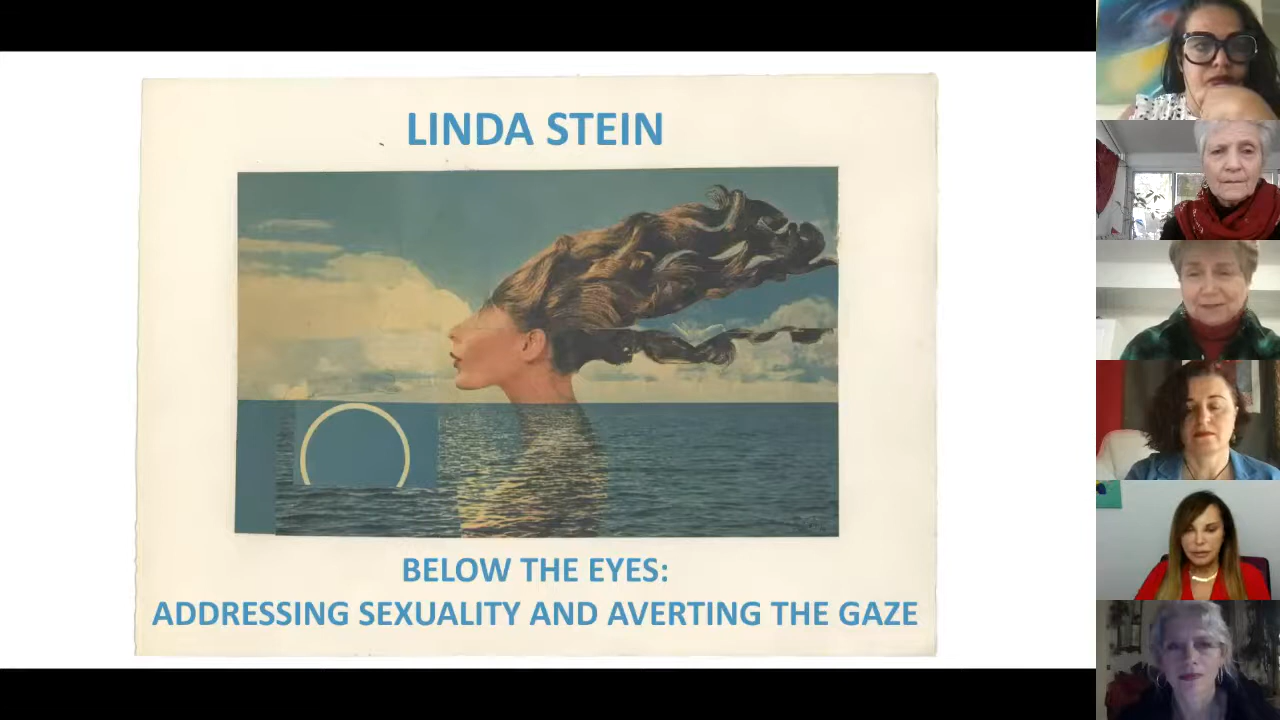 LINDA STEIN
BELOW THE EYES:
ADDRESSING SEXUALITY AND AVERTING THE GAZE